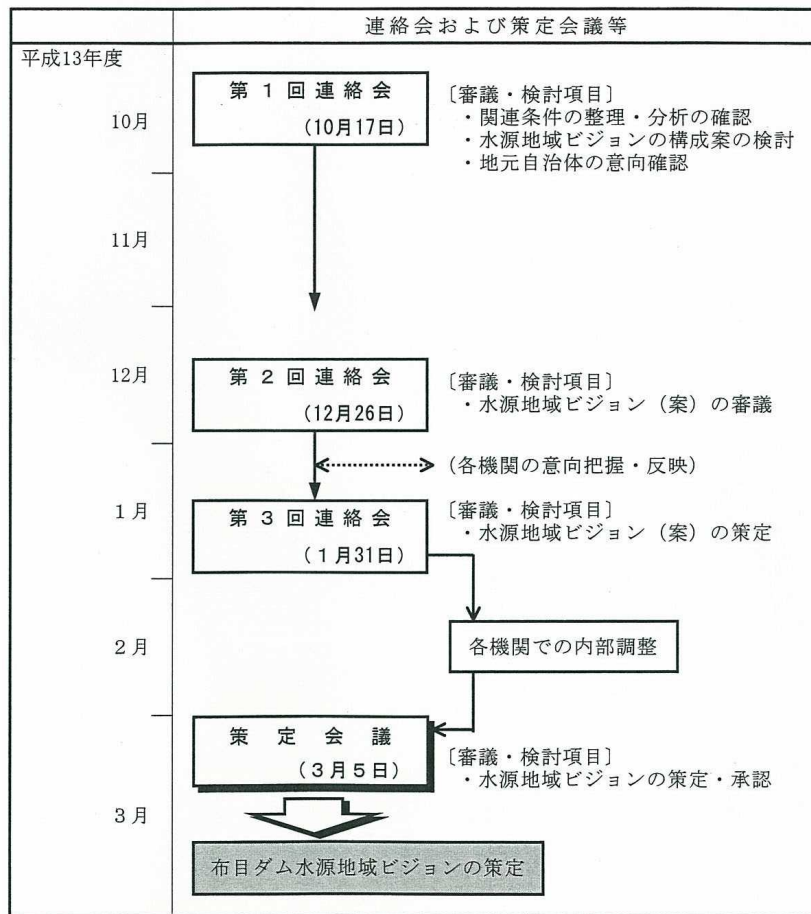 連絡会および策定会議等
平成13年度
10月
第1回連絡会
(10月17日)
〔審議・検討項目〕
・関連条件の整理・分析の確認
・水源地域ビジョンの構成案の検討
・地元自治体の意向確認
11月
12月
第2回連絡会
(12月26日)
〔審議・検討項目〕
・水源地域ビジョン（案）の審議
(各機関の意向把握・反映)
1月
第3回連絡会
(1月31日)
〔審議・検討項目〕
・水源地域ビジョン（案）の策定
2月
各機関での内部調整
策定会議
(3月5日)
〔審議・検討項目〕
・水源地域ビジョンの策定・承認
3月
布目ダム水源地域ビジョンの策定